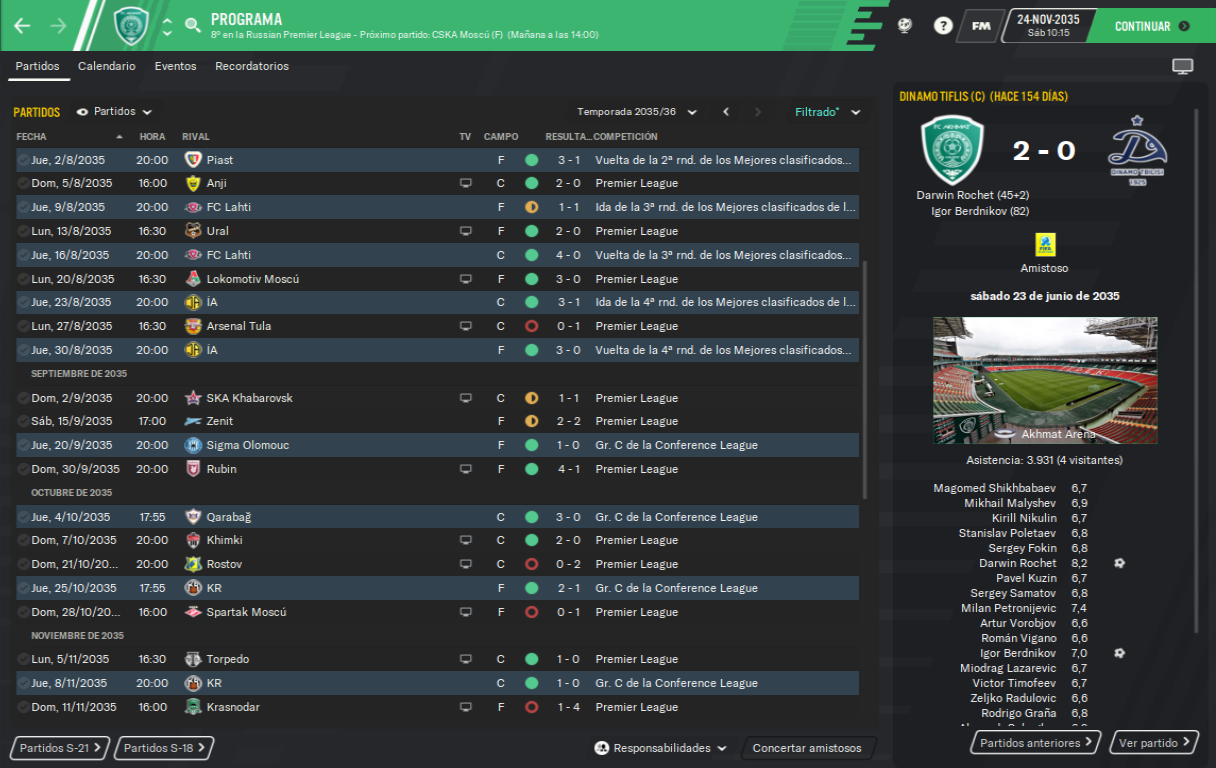 PROGRAMA
8º en la Russian Premier League - Próximo partido: CSKA Moscú (F) (Mañana a las 14:00)
?
FM
24-NOV-2035
Sáb 10:15
CONTINUAR
Partidos Calendario Eventos Recordatorios
PARTIDOS Partidos Temporada 2035/36 Filtrado*
FECHA HORA RIVAL TV CAMPO RESULTA... COMPETICIÓN
Jue, 2/8/2035 20:00 Piast F 3 - 1 Vuelta de la 2ª rnd. de los Mejores clasificados...
Dom, 5/8/2035 16:00 Anji C 2 - 0 Premier League
Jue, 9/8/2035 20:00 FC Lahti F 1 - 1 Ida de la 3ª rnd. de los Mejores clasificados de l...
Lun, 13/8/2035 16:30 Ural F 2 - 0 Premier League
Jue, 16/8/2035 20:00 FC Lahti C 4 - 0 Vuelta de la 3ª rnd. de los Mejores clasificados...
Lun, 20/8/2035 16:30 Lokomotiv Moscú F 3 - 0 Premier League
Jue, 23/8/2035 20:00 ÍA C 3 - 1 Ida de la 4ª rnd. de los Mejores clasificados de l...
Lun, 27/8/2035 16:30 Arsenal Tula C 0 - 1 Premier League
Jue, 30/8/2035 20:00 ÍA F 3 - 0 Vuelta de la 4ª rnd. de los Mejores clasificados...
SEPTIEMBRE DE 2035
Dom, 2/9/2035 20:00 SKA Khabarovsk C 1 - 1 Premier League
Sáb, 15/9/2035 17:00 Zenit F 2 - 2 Premier League
Jue, 20/9/2035 20:00 Sigma Olomouc F 1 - 0 Gr. C de la Conference League
Dom, 30/9/2035 20:00 Rubin F 4 - 1 Premier League
OCTUBRE DE 2035
Jue, 4/10/2035 17:55 Qarabağ C 3 - 0 Gr. C de la Conference League
Dom, 7/10/2035 20:00 Khimki C 2 - 0 Premier League
Dom, 21/10/20... 20:00 Rostov C 0 - 2 Premier League
Jue, 25/10/2035 17:55 KR F 2 - 1 Gr. C de la Conference League
Dom, 28/10/20... 16:00 Spartak Moscú F 0 - 1 Premier League
NOVIEMBRE DE 2035
Lun, 5/11/2035 16:30 Torpedo C 1 - 0 Premier League
Jue, 8/11/2035 20:00 KR C 1 - 0 Gr. C de la Conference League
Dom, 11/11/2035 16:00 Krasnodar F 1 - 4 Premier League
Partidos S-21 Partidos S-18 Responsabilidades Concertar amistosos
DINAMO TIFLIS (C) (HACE 154 DÍAS)
FC AKHMAT
2 - 0
DINAMO TBILISI
1925
Darwin Rochet (45+2)
Igor Berdnikov (82)
FIFA
Amistoso
sábado 23 de junio de 2035
Akhmat Arena
Asistencia: 3.931 (4 visitantes)
Magomed Shikhbabaev 6,7
Mikhail Malyshev 6,9
Kirill Nikulin 6,7
Stanislav Poletaev 6,8
Sergey Fokin 6,8
Darwin Rochet 8,2
Pavel Kuzin 6,7
Sergey Samatov 6,8
Milan Petronijevic 7,4
Artur Vorobjov 6,6
Román Vigano 6,6
Igor Berdnikov 7,0
Miodrag Lazarevic 6,7
Victor Timofeev 6,7
Zeljko Radulovic 6,6
Rodrigo Graña 6,8
Partidos anteriores Ver partido